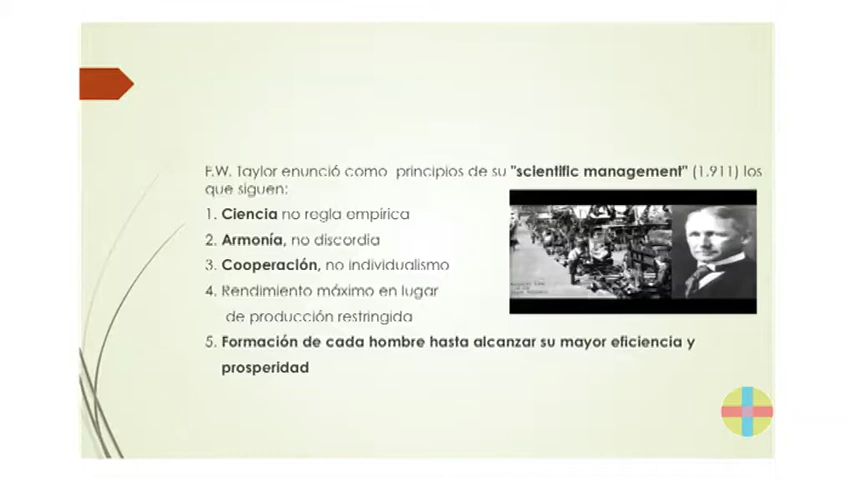 F.W. Taylor enunció como principios de su "scientific management" (1.911) los
que siguen:
1. Ciencia no regla empírica
2. Armonía, no discordia
3. Cooperación, no individualismo
4. Rendimiento máximo en lugar
de producción restringida
5. Formación de cada hombre hasta alcanzar su mayor eficiencia y
prosperidad